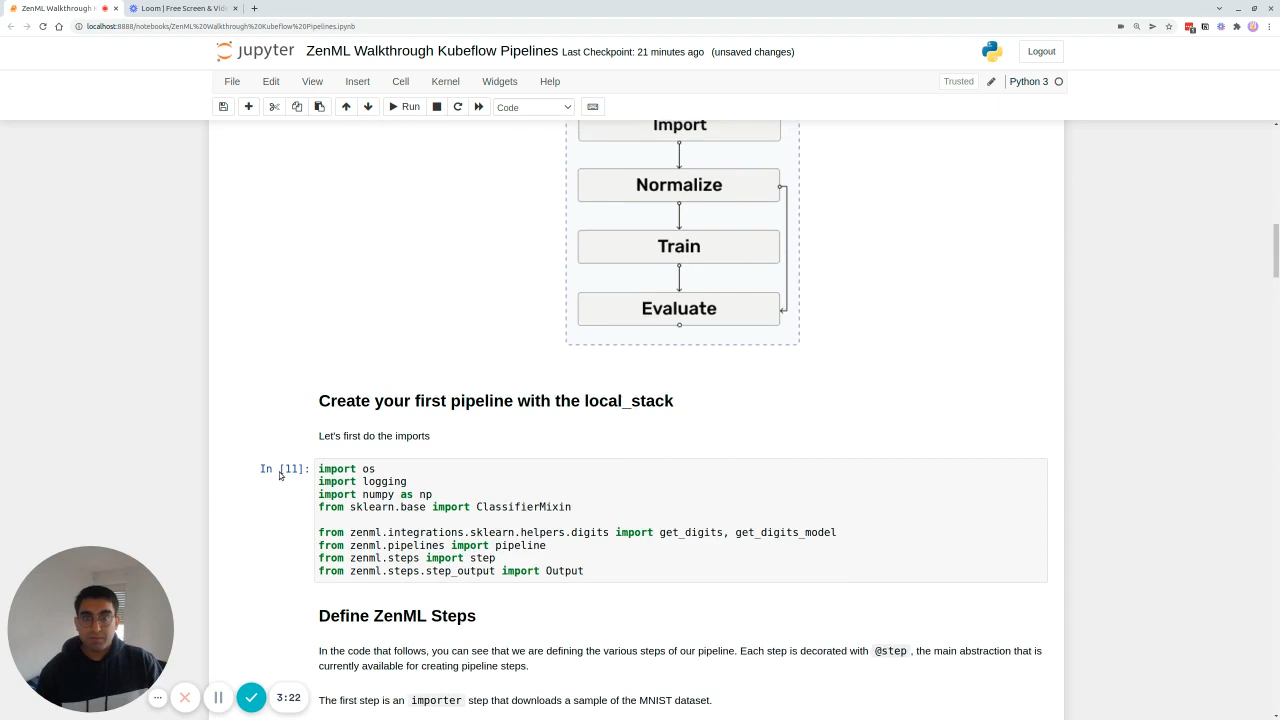 ZenML Walkthrough K
Loom | Free Screen & Vide
localhost:8888/notebooks/ZenML%20Walkthrough%20Kubeflow%20Pipelines.ipynb
jupyter ZenML Walkthrough Kubeflow Pipelines Last Checkpoint: 21 minutes ago (unsaved changes)
Logout
File Edit View Insert Cell Kernel Widgets Help
Trusted Python 3
Run Code
Import
Normalize
Train
Evaluate
Create your first pipeline with the local_stack
Let's first do the imports
In [11]:
import os
import logging
import numpy as np
from sklearn.base import ClassifierMixin
from zenml.integrations.sklearn.helpers.digits import get_digits, get_digits_model
from zenml.pipelines import pipeline
from zenml.steps import step
from zenml.steps.step_output import Output
Define ZenML Steps
In the code that follows, you can see that we are defining the various steps of our pipeline. Each step is decorated with @step , the main abstraction that is
currently available for creating pipeline steps.
The first step is an importer step that downloads a sample of the MNIST dataset.
3:22